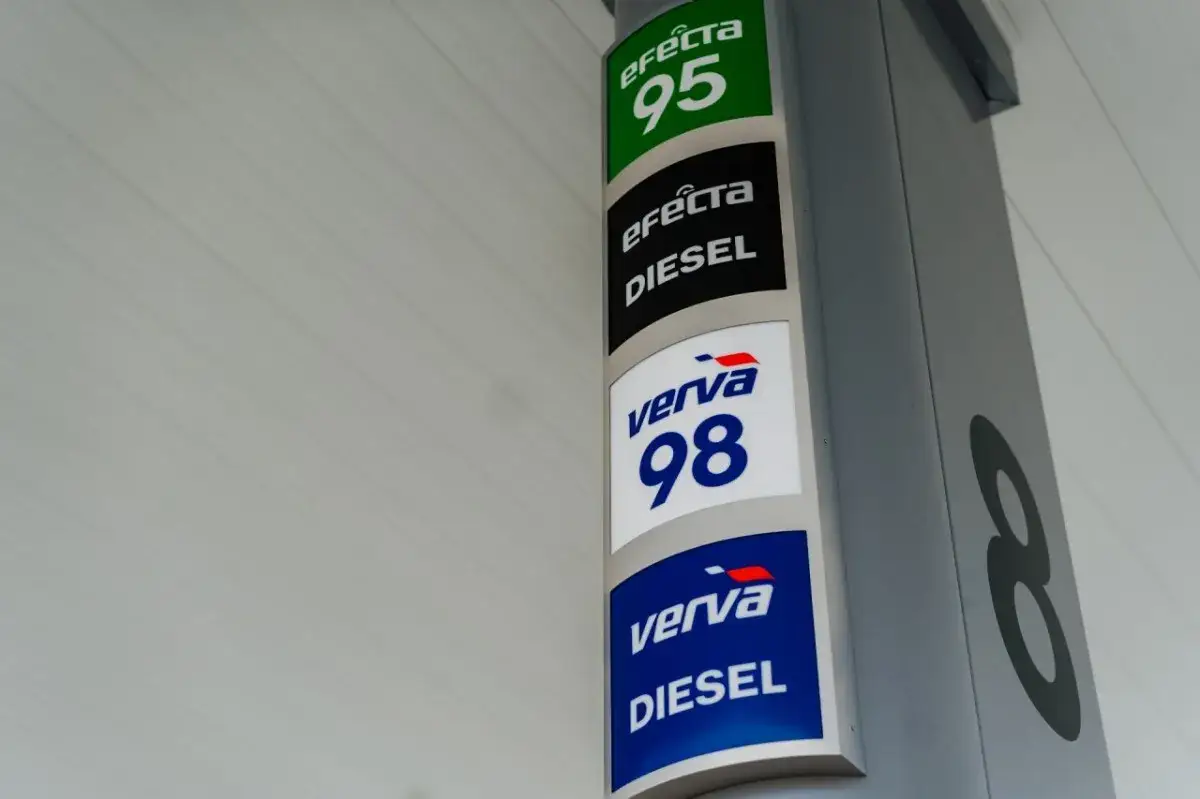 efecta
95
efecta
DIESEL
verva
98
verva
DIESEL
8